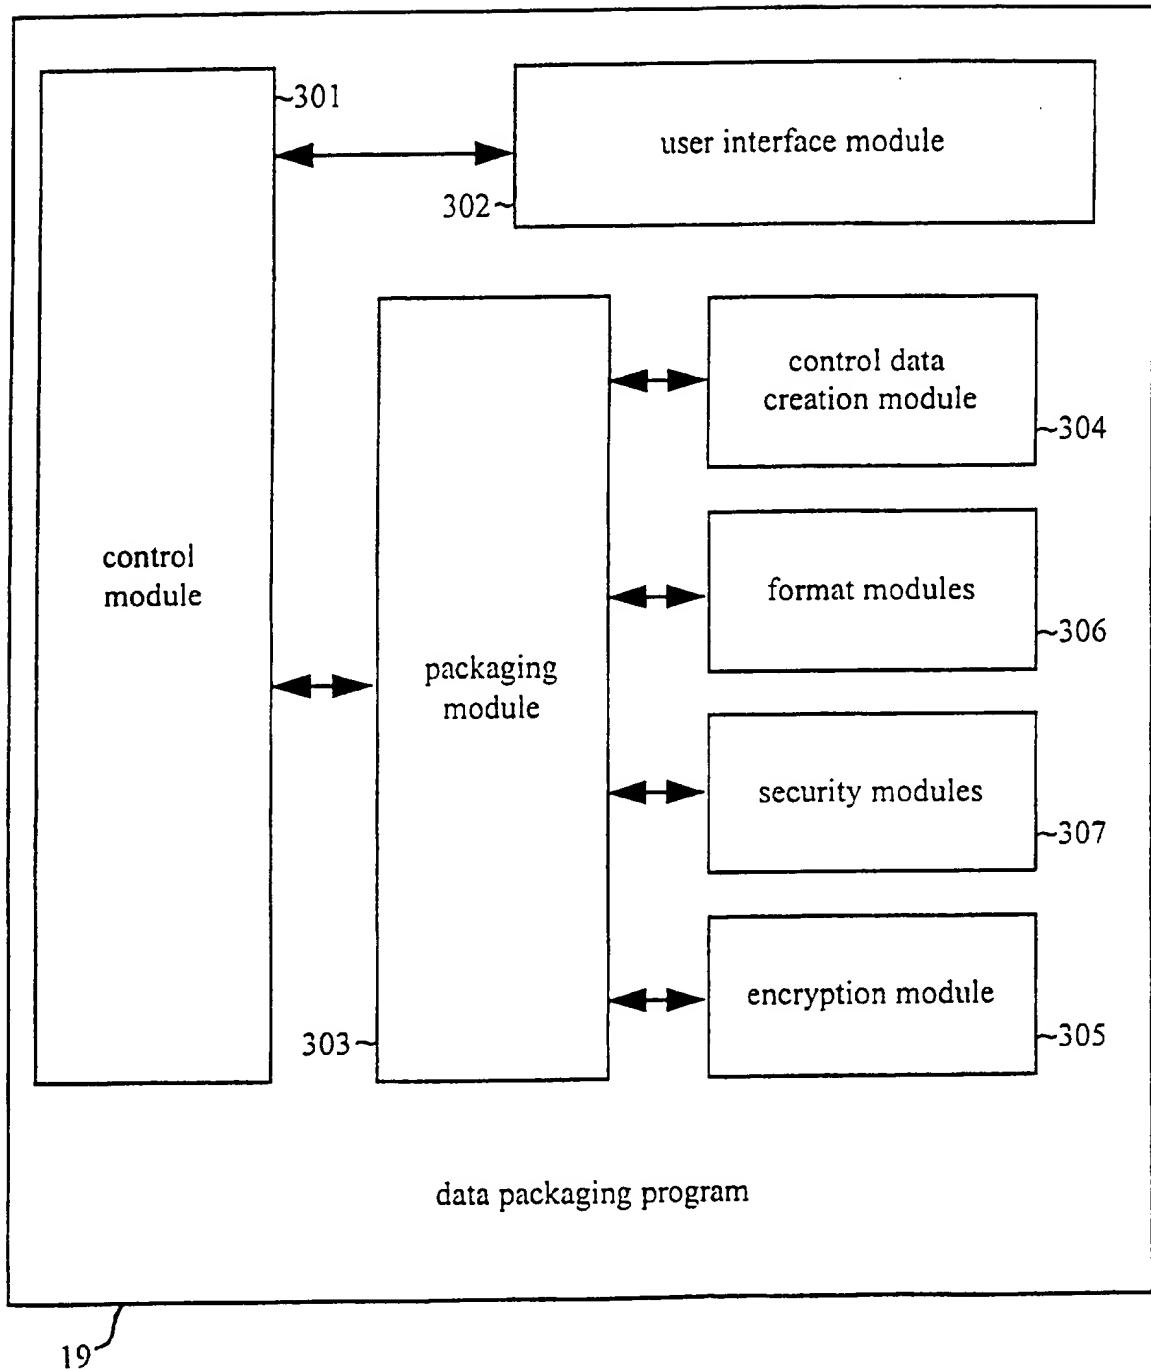 301
user interface module
302
control data
creation module
304
control
module
format modules
306
packaging
module
security modules
307
encryption module
303
305
data packaging program
19